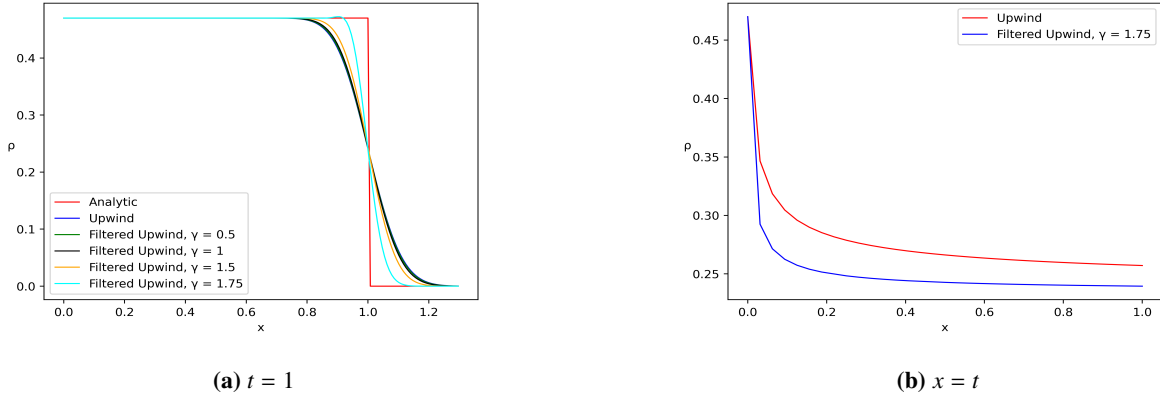 0.4
0.3
ρ
0.2
0.1
0.0
Analytic
Upwind
Filtered Upwind, γ = 0.5
Filtered Upwind, γ = 1
Filtered Upwind, γ = 1.5
Filtered Upwind, γ = 1.75
0.0 0.2 0.4 0.6 0.8 1.0 1.2
x
(a) t = 1
Upwind
Filtered Upwind, γ = 1.75
0.45
0.40
0.35
ρ
0.30
0.25
0.0 0.2 0.4 0.6 0.8 1.0
x
(b) x = t